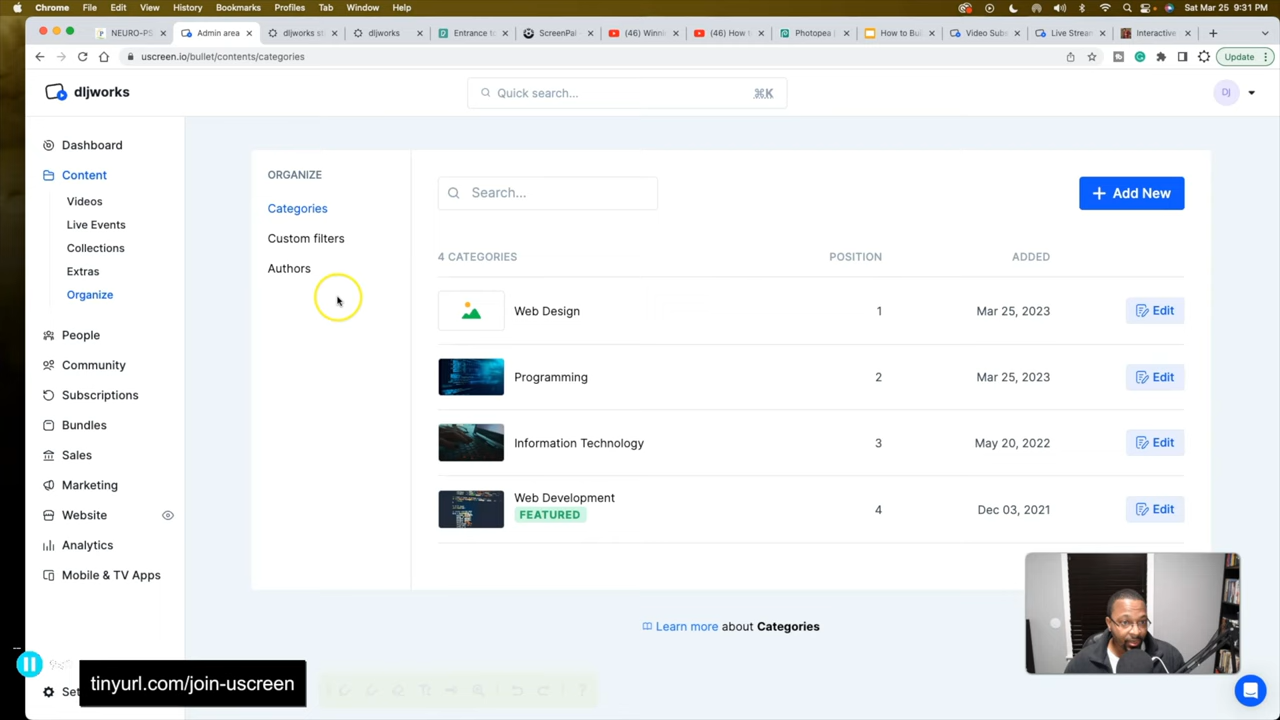 Chrome File Edit View History Bookmarks Profiles Tab Window Help
Sat Mar 25 9:31 PM
NEURO-PS
Admin area
dljworks st
dljworks
Entrance to
ScreenPal
(46) Winni
(46) How t
Photopea
How to Bui
Video Subs
Live Stream
Interactive
uscreen.io/bullet/contents/categories
Update
dljworks
Quick search...
⌘K
DJ
Dashboard
Content
Videos
Live Events
Collections
Extras
Organize
People
Community
Subscriptions
Bundles
Sales
Marketing
Website
Analytics
Mobile & TV Apps
Set
ORGANIZE
Categories
Custom filters
Authors
Search...
+ Add New
4 CATEGORIES POSITION ADDED
Web Design 1 Mar 25, 2023 Edit
Programming 2 Mar 25, 2023 Edit
Information Technology 3 May 20, 2022 Edit
Web Development 4 Dec 03, 2021 Edit
FEATURED
Learn more about Categories
tinyurl.com/join-uscreen